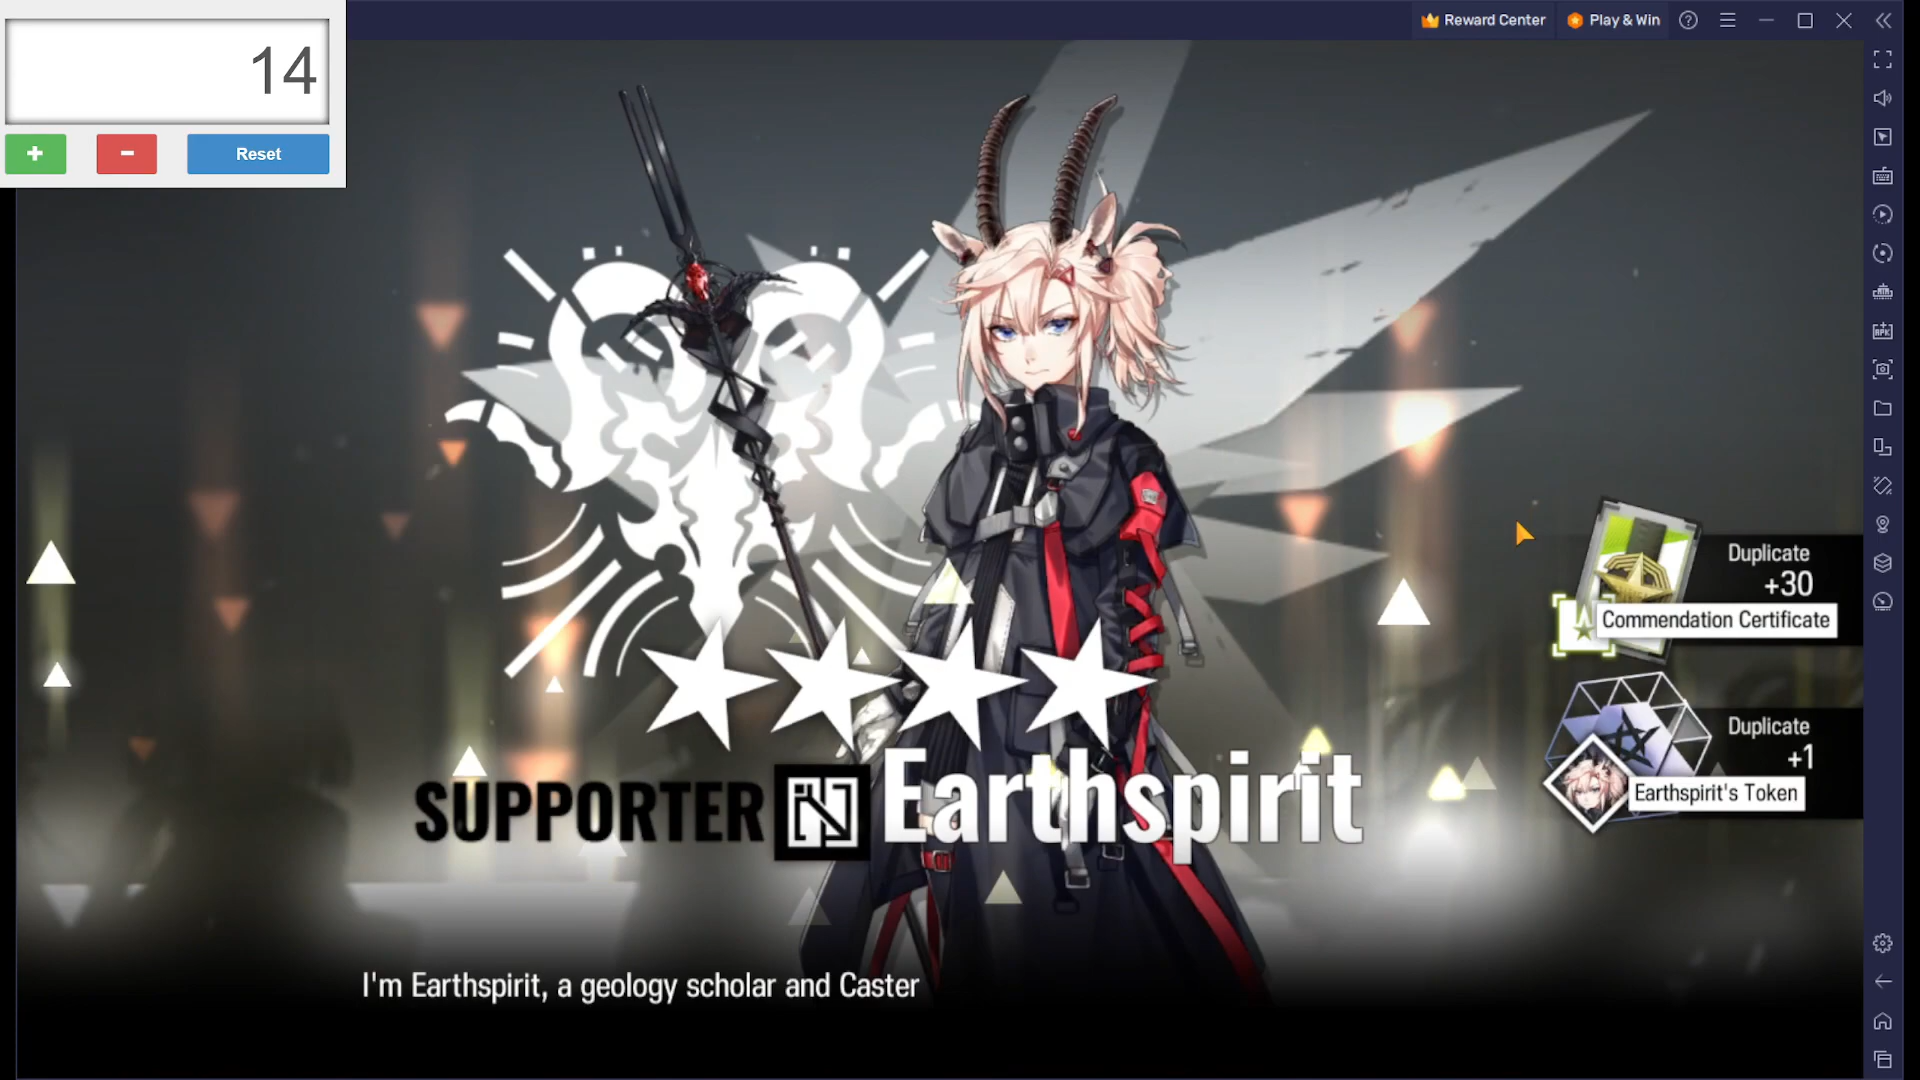 14
+
-
Reset
Reward Center
Play & Win
Duplicate
+30
Commendation Certificate
Duplicate
+1
Earthspirit's Token
SUPPORTER Earthspirit
I'm Earthspirit, a geology scholar and Caster